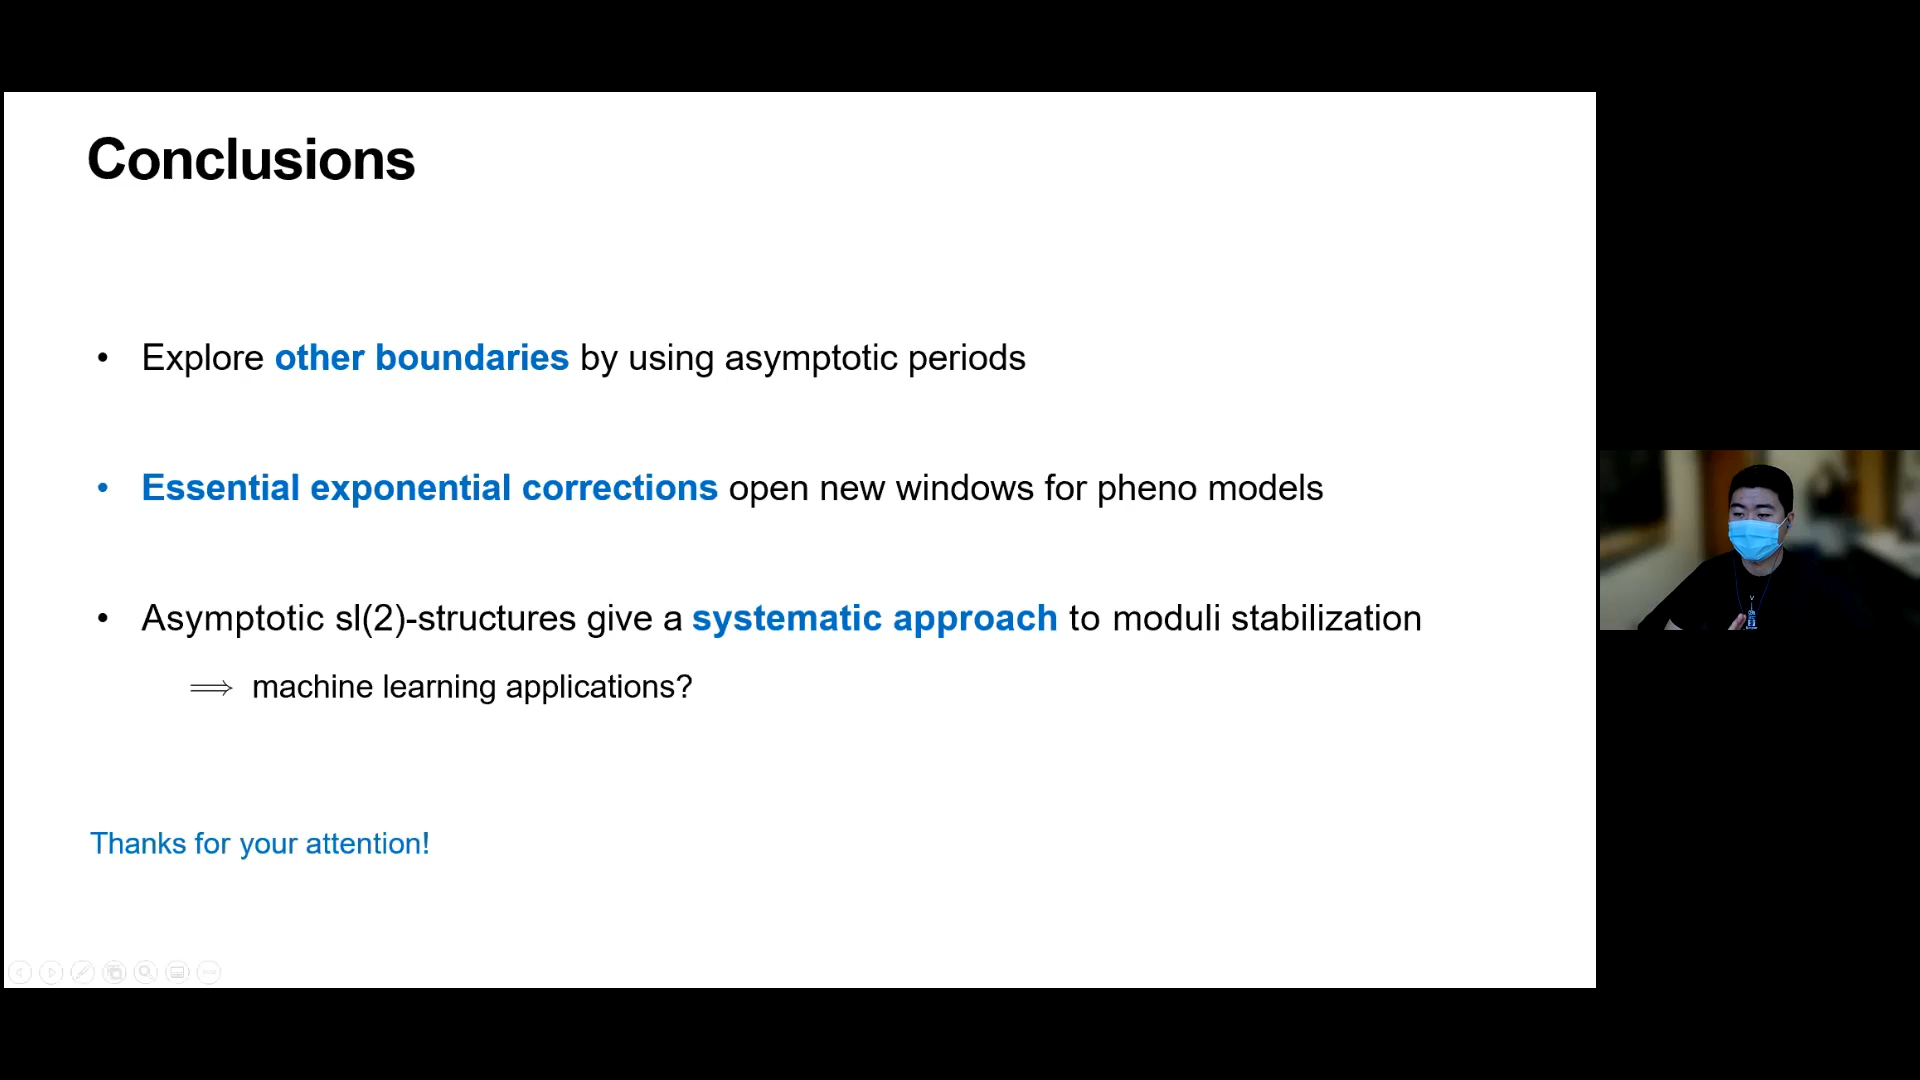 Conclusions
• Explore other boundaries by using asymptotic periods
• Essential exponential corrections open new windows for pheno models
• Asymptotic sl(2)-structures give a systematic approach to moduli stabilization
⟹ machine learning applications?
Thanks for your attention!